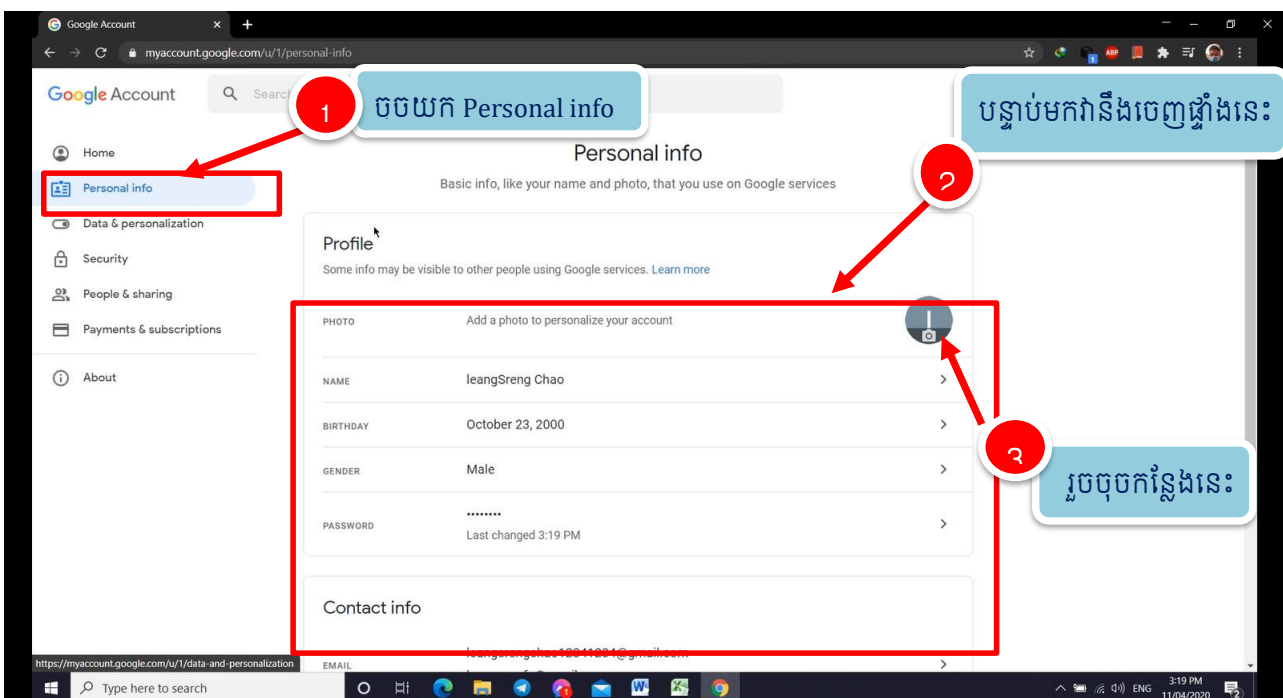 Google Account
myaccount.google.com/u/1/personal-info
ABP
1
Google Account
1
ចចយក Personal info
បន្ទាប់មកវានឹងចេញផ្ទាំងនេះ
Home
Personal info
Personal info
Basic info, like your name and photo, that you use on Google services
2
Data & personalization
Security
People & sharing
Payments & subscriptions
About
Profile
Some info may be visible to other people using Google services. Learn more
PHOTO Add a photo to personalize your account
NAME leangSreng Chao
BIRTHDAY October 23, 2000
GENDER Male
3
រួចចុចកន្លែងនេះ
PASSWORD ••••••••
Last changed 3:19 PM
Contact info
EMAIL
https://myaccount.google.com/u/1/data-and-personalization
Type here to search
ENG
3:19 PM
11/04/2020
2